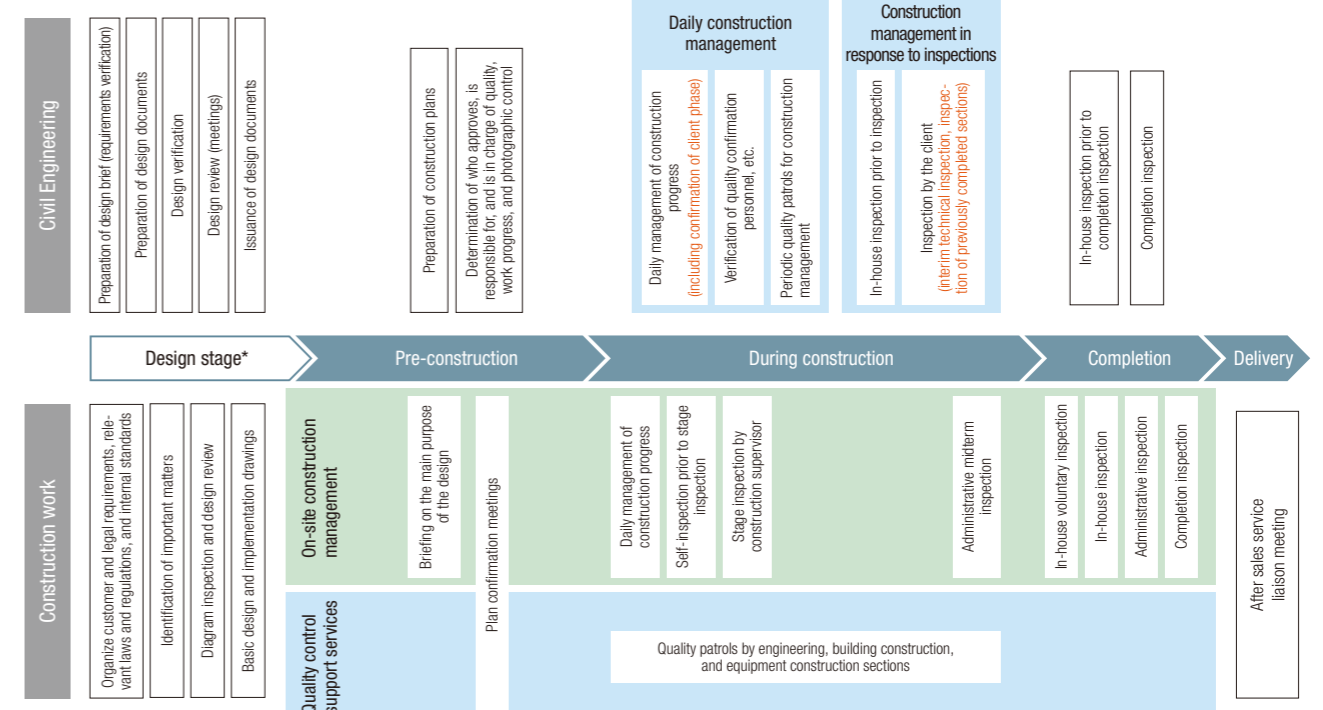 Civil Engineering
Preparation of design brief (requirements verification)
Preparation of design documents
Design verification
Design review (meetings)
Issuance of design documents
Preparation of construction plans
Determination of who approves, is
responsible for, and is in charge of quality,
work progress, and photographic control
Daily construction
management
Daily management of construction
progress
(including confirmation of client phase)
Verification of quality confirmation
personnel, etc.
Periodic quality patrols for construction
management
Construction
management in
response to inspections
In-house inspection prior to inspection
Inspection by the client
(interim technical inspection, inspec-
tion of previously completed sections)
In-house inspection prior to
completion inspection
Completion inspection
Design stage*
Pre-construction
During construction
Completion
Delivery
Construction work
Organize customer and legal requirements, rele-
vant laws and regulations, and internal standards
Identification of important matters
Diagram inspection and design review
Basic design and implementation drawings
On-site construction
management
Briefing on the main purpose
of the design
Plan confirmation meetings
Daily management of
construction progress
Self-inspection prior to stage
inspection
Stage inspection by
construction supervisor
Administrative midterm
inspection
In-house voluntary inspection
In-house inspection
Administrative inspection
Completion inspection
After sales service
liaison meeting
Quality control
support services
Quality patrols by engineering, building construction,
and equipment construction sections